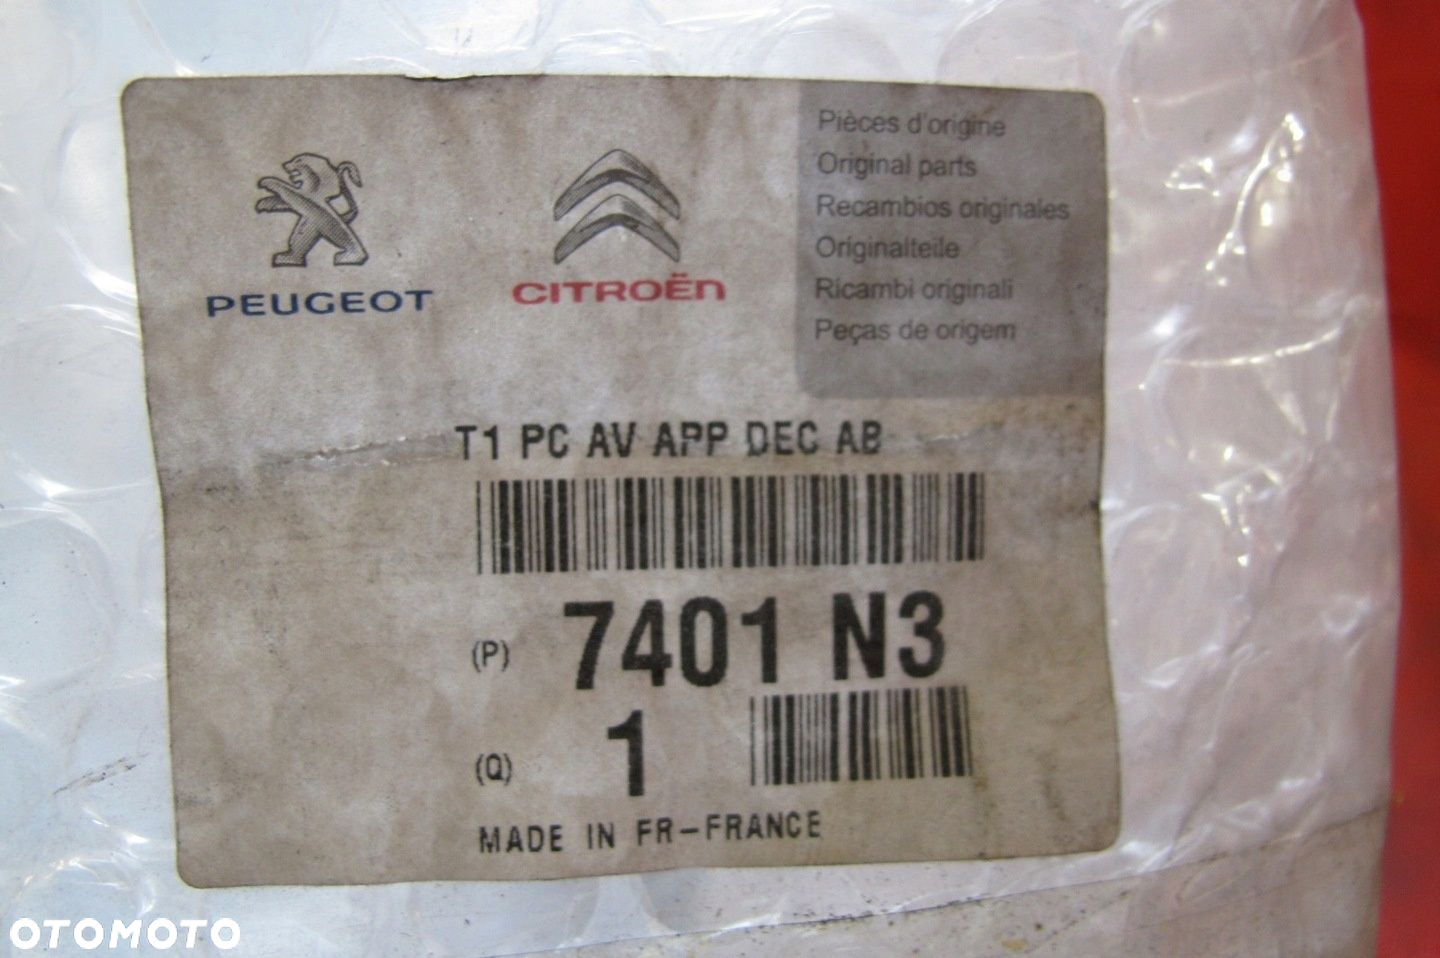 PEUGEOT
CITROËN
Pièces d'origine
Original parts
Recambios originales
Originalteile
Ricambi originali
Peças de origem
T1 PC AV APP DEC AB
(P) 7401 N3
(Q) 1
MADE IN FR-FRANCE
OTOMOTO